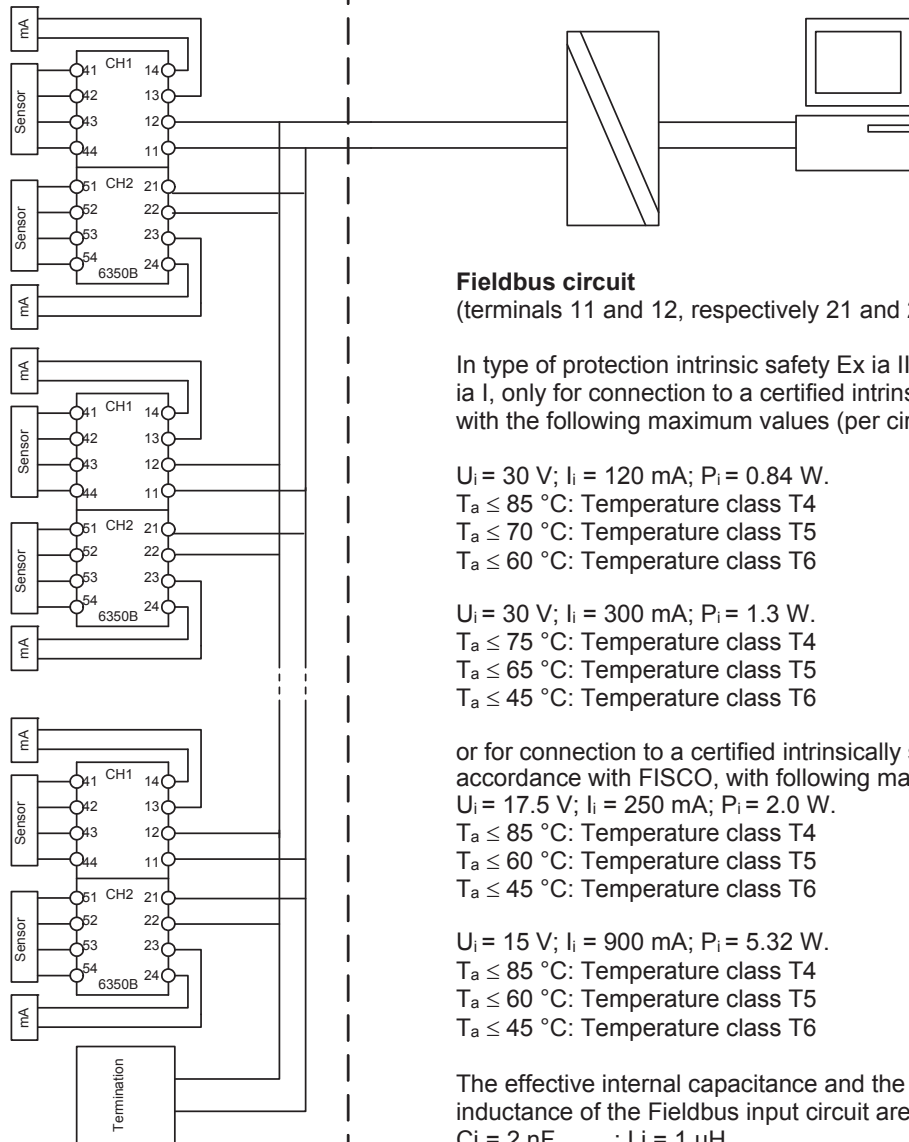 mA
Sensor
41 CH1 14
42 13
43 12
44 11
Sensor
51 CH2 21
52 22
53 23
54 24
6350B
mA
mA
Sensor
41 CH1 14
42 13
43 12
44 11
Sensor
51 CH2 21
52 22
53 23
54 24
6350B
mA
mA
Sensor
41 CH1 14
42 13
43 12
44 11
Sensor
51 CH2 21
52 22
53 23
54 24
6350B
mA
Termination
Fieldbus circuit
(terminals 11 and 12, respectively 21 and
In type of protection intrinsic safety Ex ia
ia I, only for connection to a certified
with the following maximum values (per
Ui = 30 V; Ii = 120 mA; Pi = 0.84 W.
Ta ≤ 85 °C: Temperature class T4
Ta ≤ 70 °C: Temperature class T5
Ta ≤ 60 °C: Temperature class T6
Ui = 30 V; Ii = 300 mA; Pi = 1.3 W.
Ta ≤ 75 °C: Temperature class T4
Ta ≤ 65 °C: Temperature class T5
Ta ≤ 45 °C: Temperature class T6
or for connection to a certified intrinsically
accordance with FISCO, with following
Ui = 17.5 V; Ii = 250 mA; Pi = 2.0 W.
Ta ≤ 85 °C: Temperature class T4
Ta ≤ 60 °C: Temperature class T5
Ta ≤ 45 °C: Temperature class T6
Ui = 15 V; Ii = 900 mA; Pi = 5.32 W.
Ta ≤ 85 °C: Temperature class T4
Ta ≤ 60 °C: Temperature class T5
Ta ≤ 45 °C: Temperature class T6
The effective internal capacitance and the
inductance of the Fieldbus input circuit are
Ci = 2 nF ; Li = 1 µH